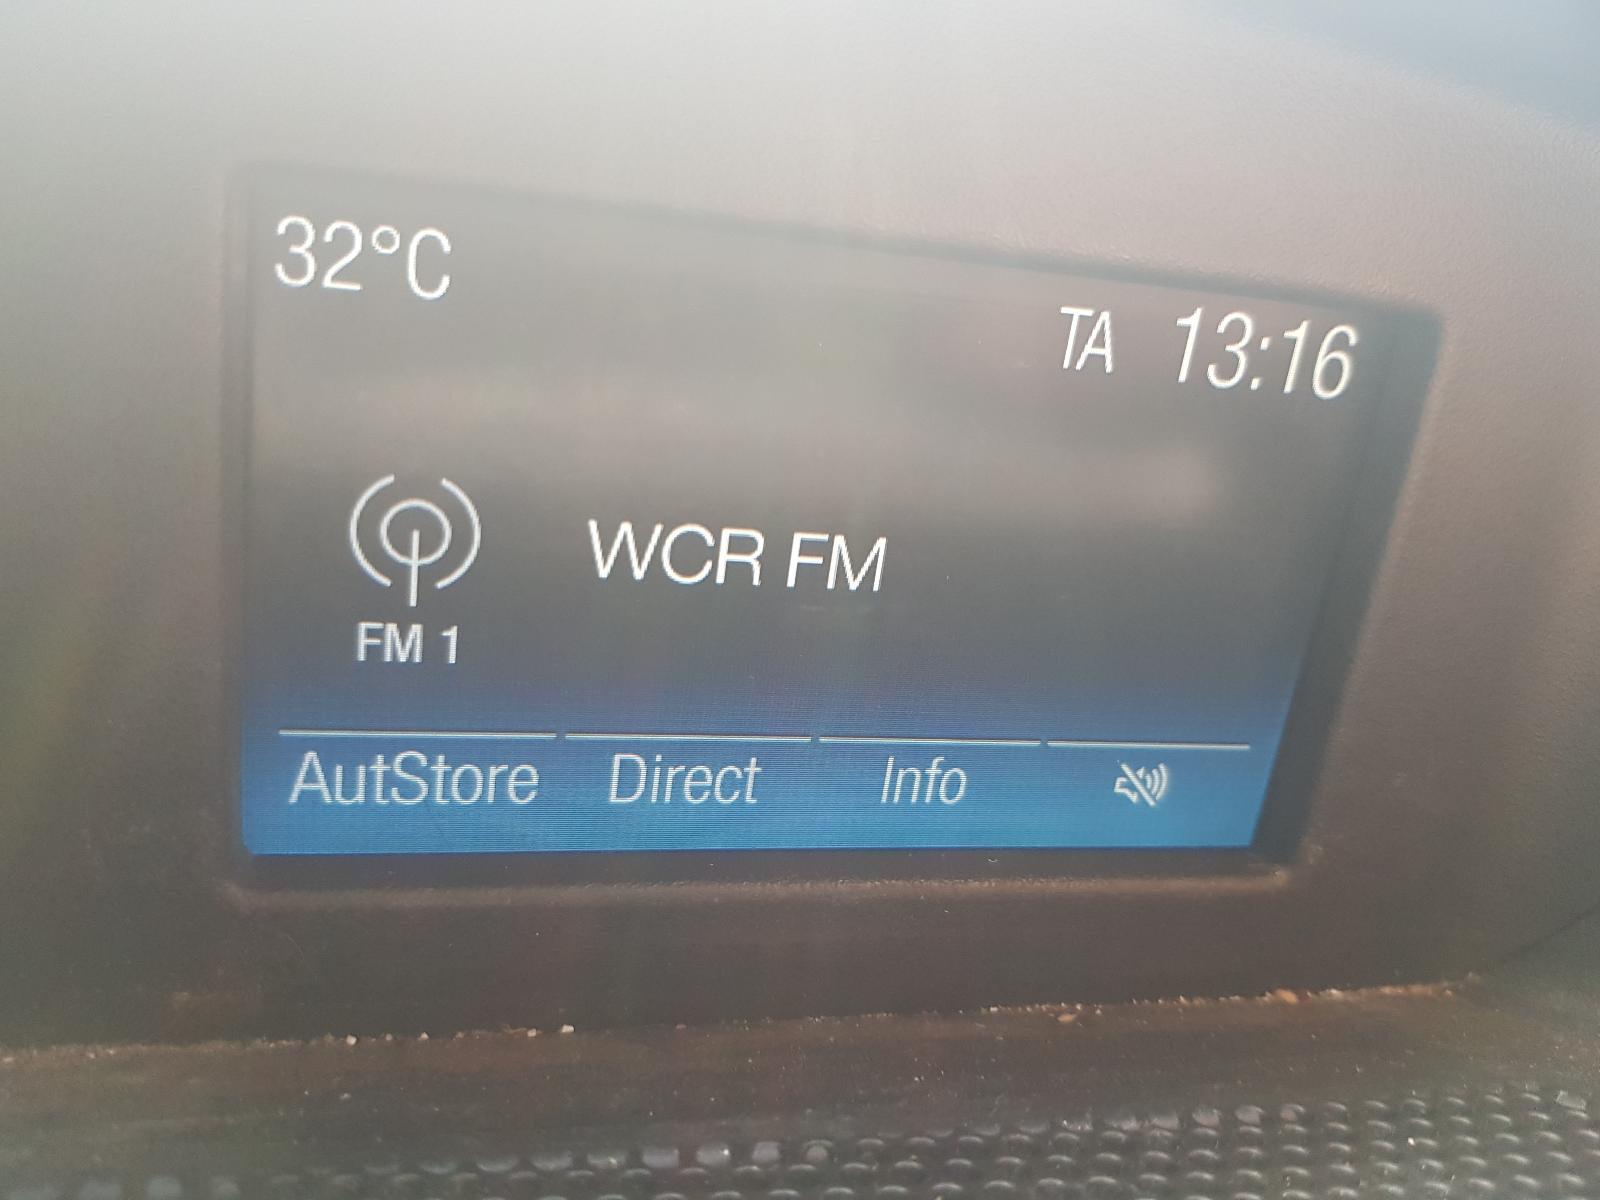 32°C
TA 13:16
WCR FM
FM 1
AutStore Direct Info